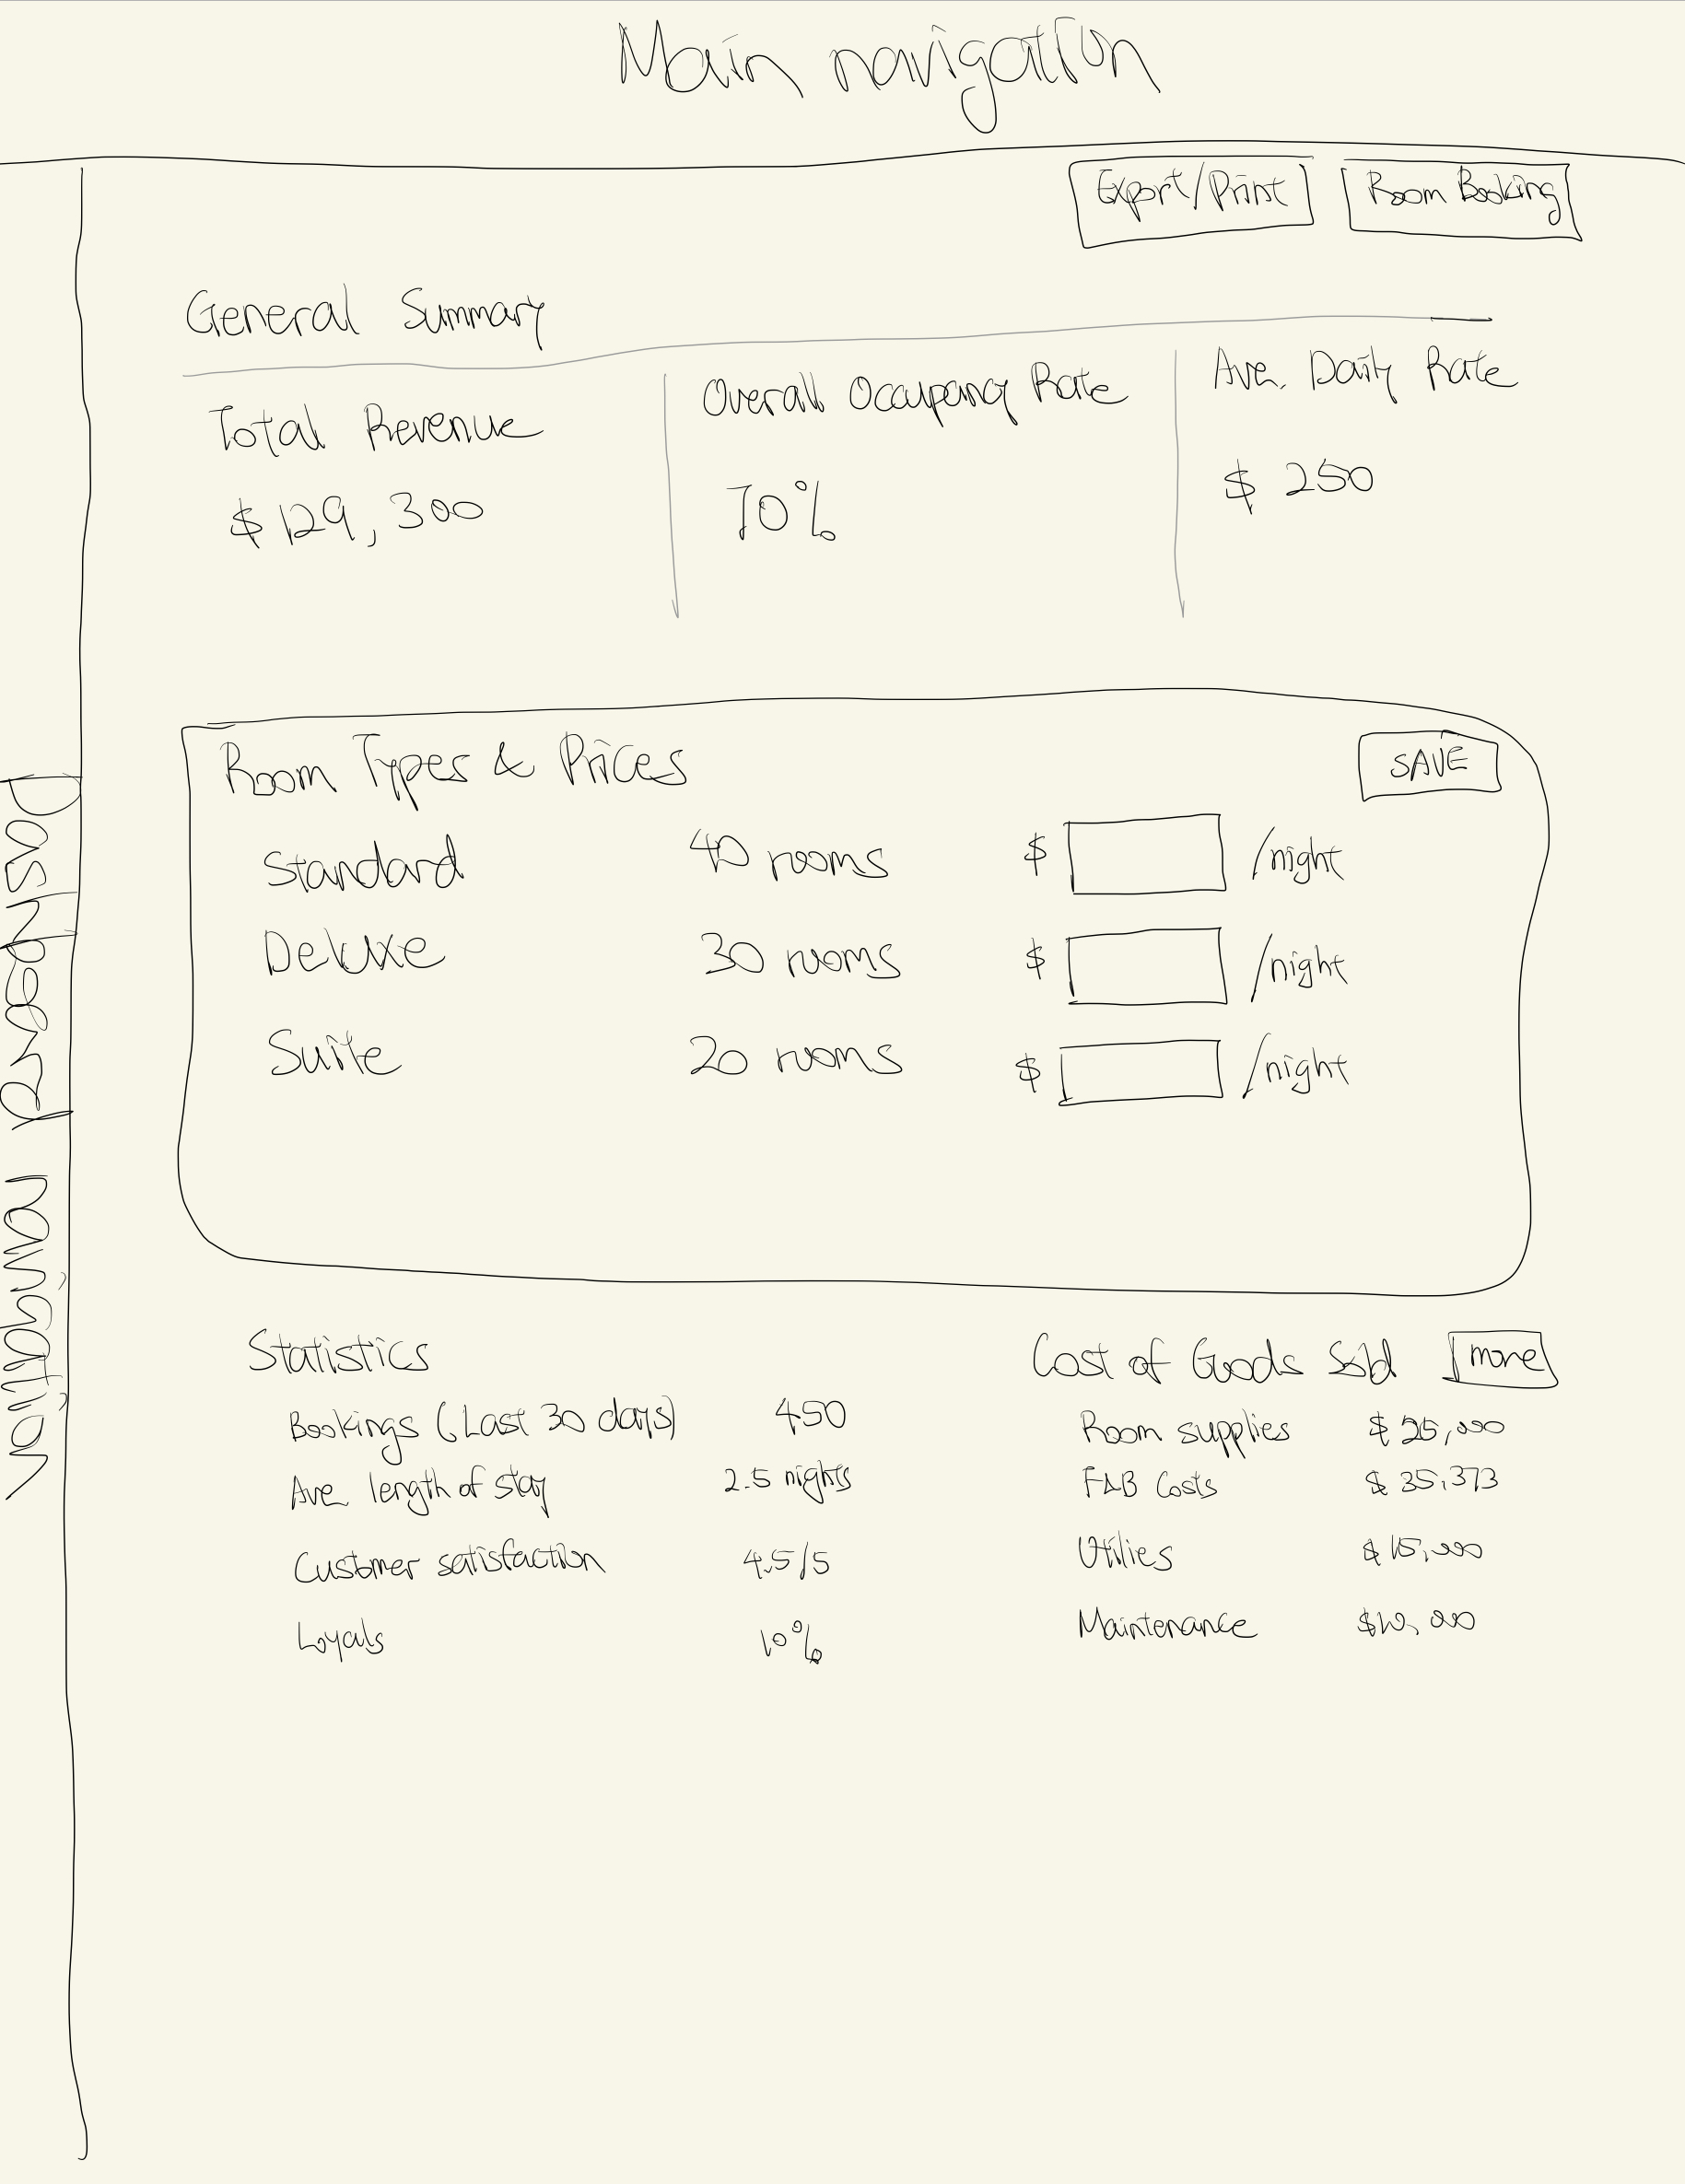 Main navigation
Export/Print Room Booking
General Summary
Total Revenue Overall Occupancy Rate Ave. Daily Rate
$ 129,300 70% $ 250
Dashboard navigation
Room Types & Prices SAVE
Standard 40 rooms $ /night
Deluxe 30 rooms $ /night
Suite 20 rooms $ /night
Statistics Cost of Goods Sold more
Bookings (Last 30 days) 450 Room supplies $ 25,000
Ave. length of stay 2.5 nights F&B Costs $ 35,373
Customer satisfaction 4.5/5 Utilies $ 15,000
Loyals 10% Maintenance $10,000